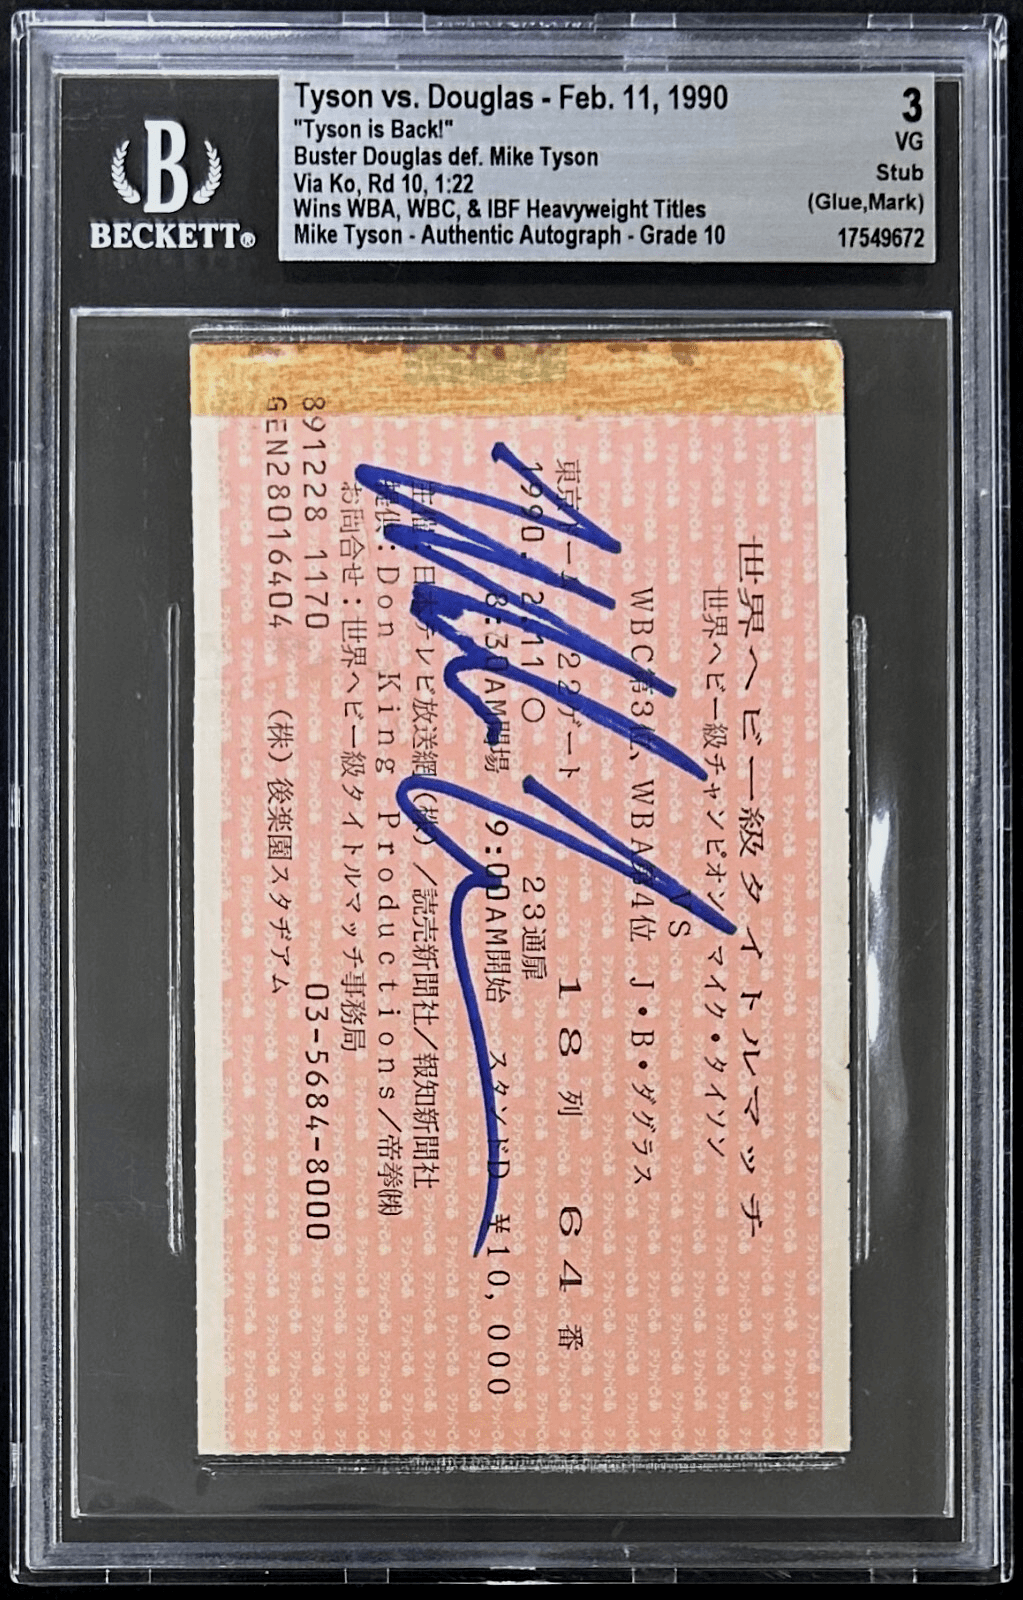 B
BECKETT®
Tyson vs. Douglas - Feb. 11, 1990
"Tyson is Back!"
Buster Douglas def. Mike Tyson
Via Ko, Rd 10, 1:22
Wins WBA, WBC, & IBF Heavyweight Titles
Mike Tyson - Authentic Autograph - Grade 10
3
VG
Stub
(Glue,Mark)
17549672
世界ヘビー級タイトルマッチ
世界ヘビー級チャンピオン マイク・タイソン
VS
WBC第3位、WBA第4位 J・B・ダグラス
東京ドーム 22ゲート 18列 64番
1990. 2.11○ 23通扉
8:30AM開場 9:00AM開始 スタンドD ¥10,000
主催:日本テレビ放送網(株)/読売新聞社/報知新聞社
提供:Don King Productions/帝拳㈱
お問合せ:世界ヘビー級タイトルマッチ事務局
891228 1170 03-5684-8000
GEN28016404 (株)後楽園スタヂアム